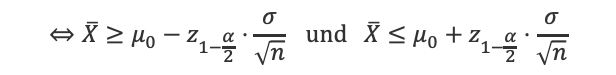 ⇔ X̄ ≥ μ₀ − z_{1−α/2} · σ/√n und X̄ ≤ μ₀ + z_{1−α/2} · σ/√n